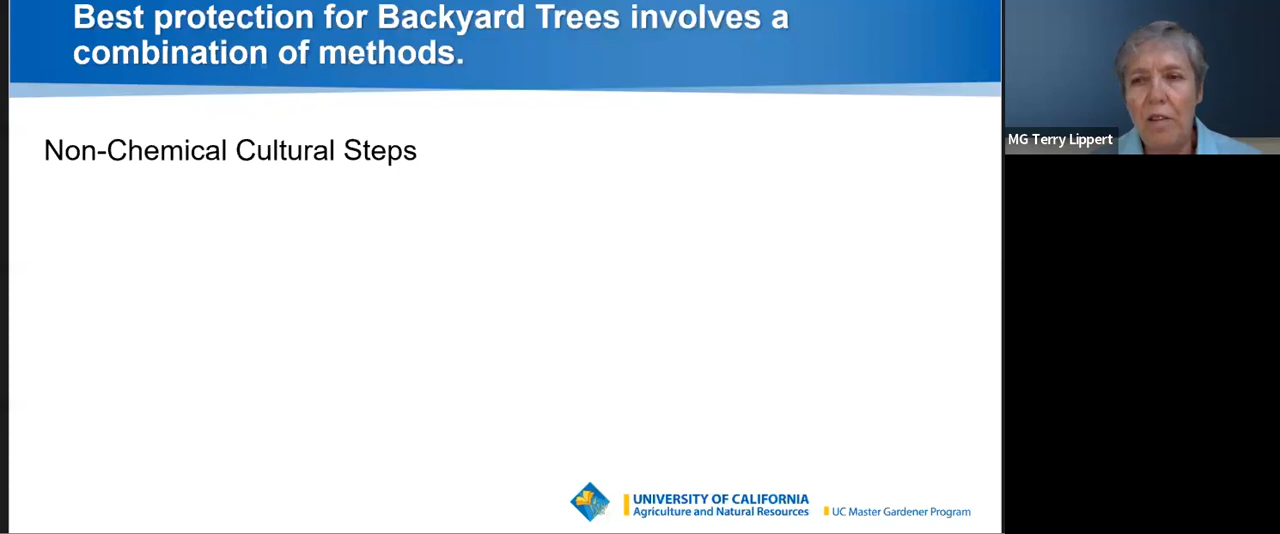 Best protection for Backyard Trees involves a
combination of methods.
Non-Chemical Cultural Steps
MG Terry Lippert
UNIVERSITY OF CALIFORNIA
Agriculture and Natural Resources
UC Master Gardener Program